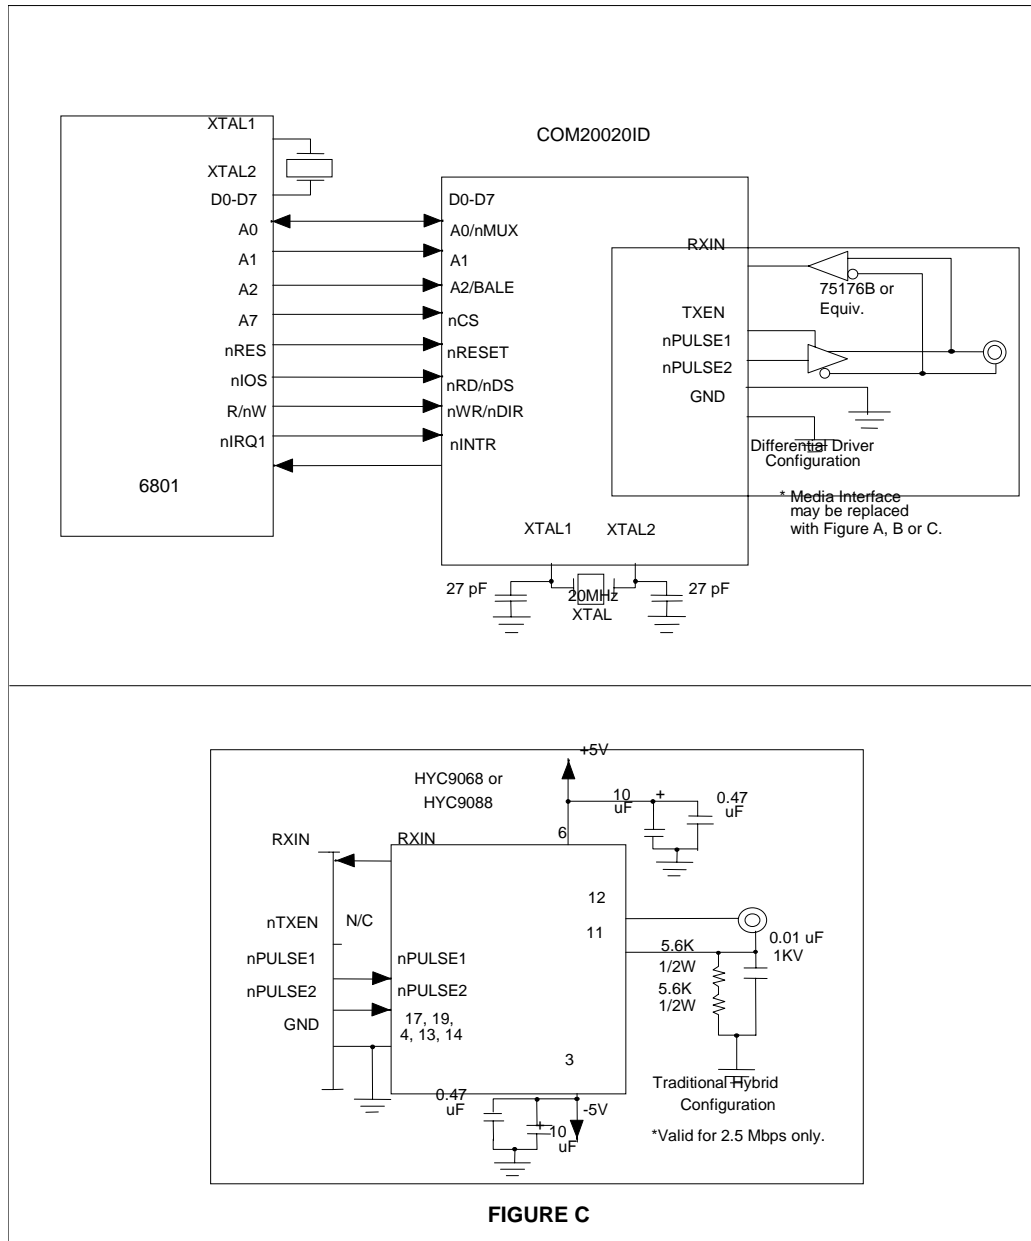 XTAL1
XTAL2
D0-D7
A0
A1
A2
A7
nRES
nIOS
R/nW
nIRQ1
6801
COM20020ID
D0-D7
A0/nMUX
A1
A2/BALE
nCS
nRESET
nRD/nDS
nWR/nDIR
nINTR
RXIN
TXEN
nPULSE1
nPULSE2
GND
75176B or
Equiv.
Differential Driver
Configuration
* Media Interface
may be replaced
with Figure A, B or C.
XTAL1
XTAL2
27 pF
20MHz
XTAL
27 pF
+5V
HYC9068 or
HYC9088
10
uF
+
0.47
uF
6
RXIN
RXIN
nTXEN
N/C
12
11
nPULSE1
nPULSE1
nPULSE2
nPULSE2
GND
17, 19,
4, 13, 14
5.6K
1/2W
5.6K
1/2W
0.01 uF
1KV
3
0.47
uF
+
10
uF
-5V
Traditional Hybrid
Configuration
*Valid for 2.5 Mbps only.
FIGURE C